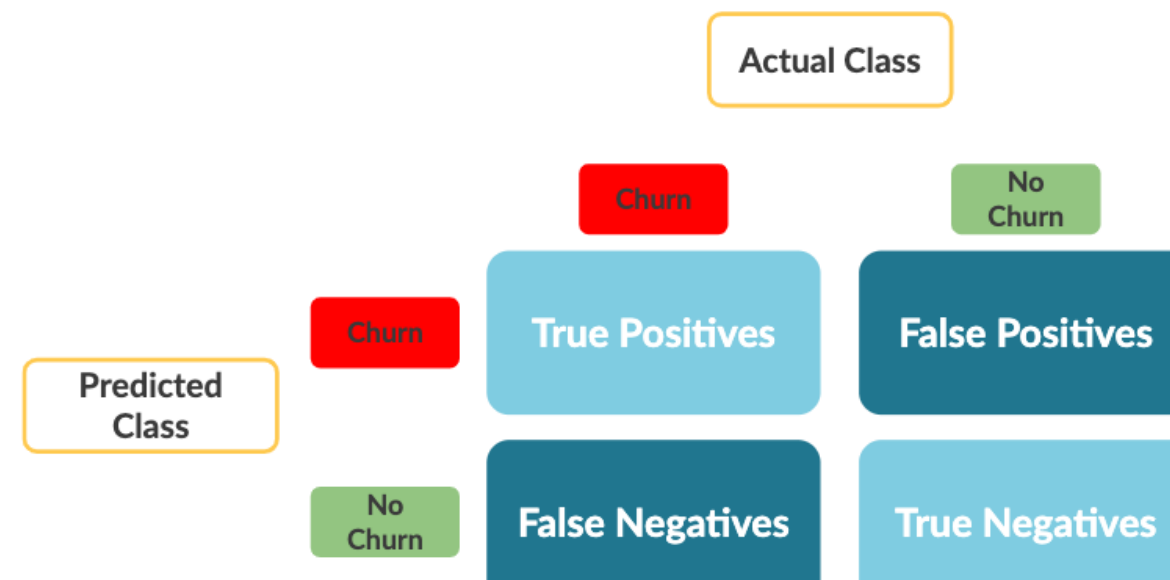 Actual Class
Churn
No
Churn
Churn
True Positives
False Positives
Predicted
Class
No
Churn
False Negatives
True Negatives